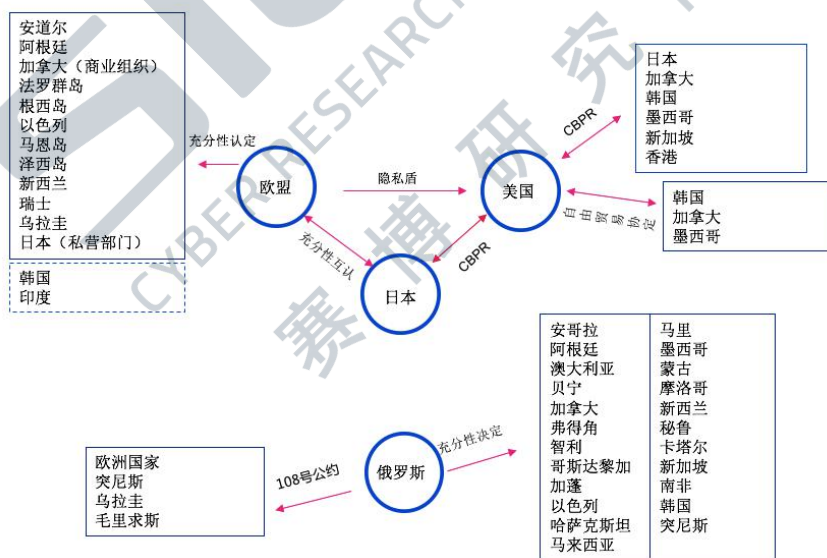 安道尔
阿根廷
加拿大（商业组织）
法罗群岛
根西岛
以色列
马恩岛
泽西岛
新西兰
瑞士
乌拉圭
日本（私营部门）
韩国
印度
充分性认定
欧盟
隐私盾
美国
充分性互认
日本
CBPR
CBPR
日本
加拿大
韩国
墨西哥
新加坡
香港
自由贸易协定
韩国
加拿大
墨西哥
欧洲国家
突尼斯
乌拉圭
毛里求斯
108号公约
俄罗斯
充分性决定
安哥拉
阿根廷
澳大利亚
贝宁
加拿大
弗得角
智利
哥斯达黎加
加蓬
以色列
哈萨克斯坦
马来西亚
马里
墨西哥
蒙古
摩洛哥
新西兰
秘鲁
卡塔尔
新加坡
南非
韩国
突尼斯
CYBER RESEARCH
赛博研究